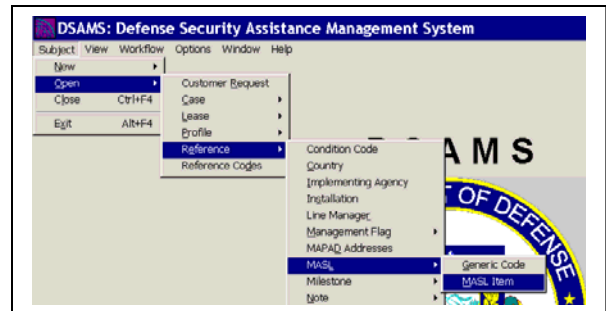 DSAMS: Defense Security Assistance Management System
Subject View Workflow Options Window Help
New
Open
Close Ctrl+F4
Exit Alt+F4
Customer Request
Case
Lease
Profile
Reference
Reference Codes
Condition Code
Country
Implementing Agency
Installation
Line Manager
Management Flag
MAPAD Addresses
MASL
Milestone
Note
Generic Code
MASL Item
A M S
OF DEFENSE